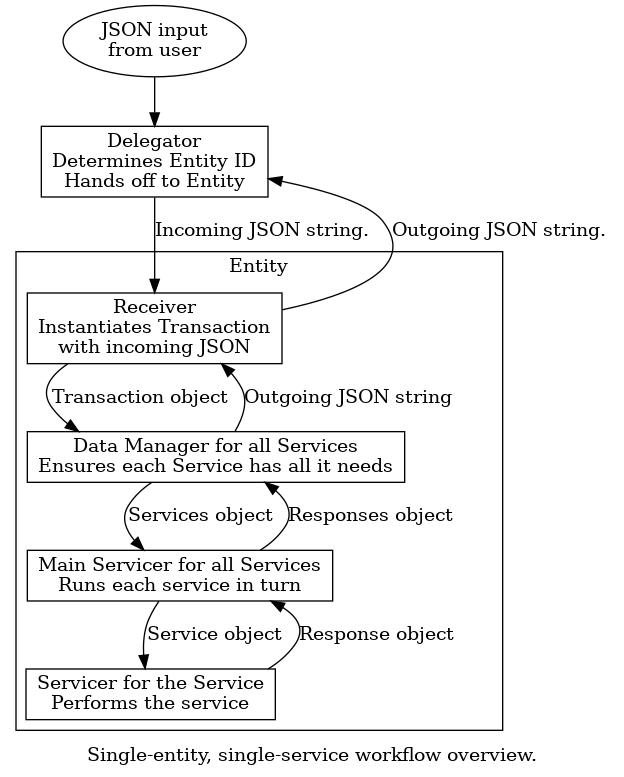 JSON input
from user
Delegator
Determines Entity ID
Hands off to Entity
Incoming JSON string.
Outgoing JSON string.
Entity
Receiver
Instantiates Transaction
with incoming JSON
Transaction object
Outgoing JSON string
Data Manager for all Services
Ensures each Service has all it needs
Services object
Responses object
Main Servicer for all Services
Runs each service in turn
Service object
Response object
Servicer for the Service
Performs the service
Single-entity, single-service workflow overview.